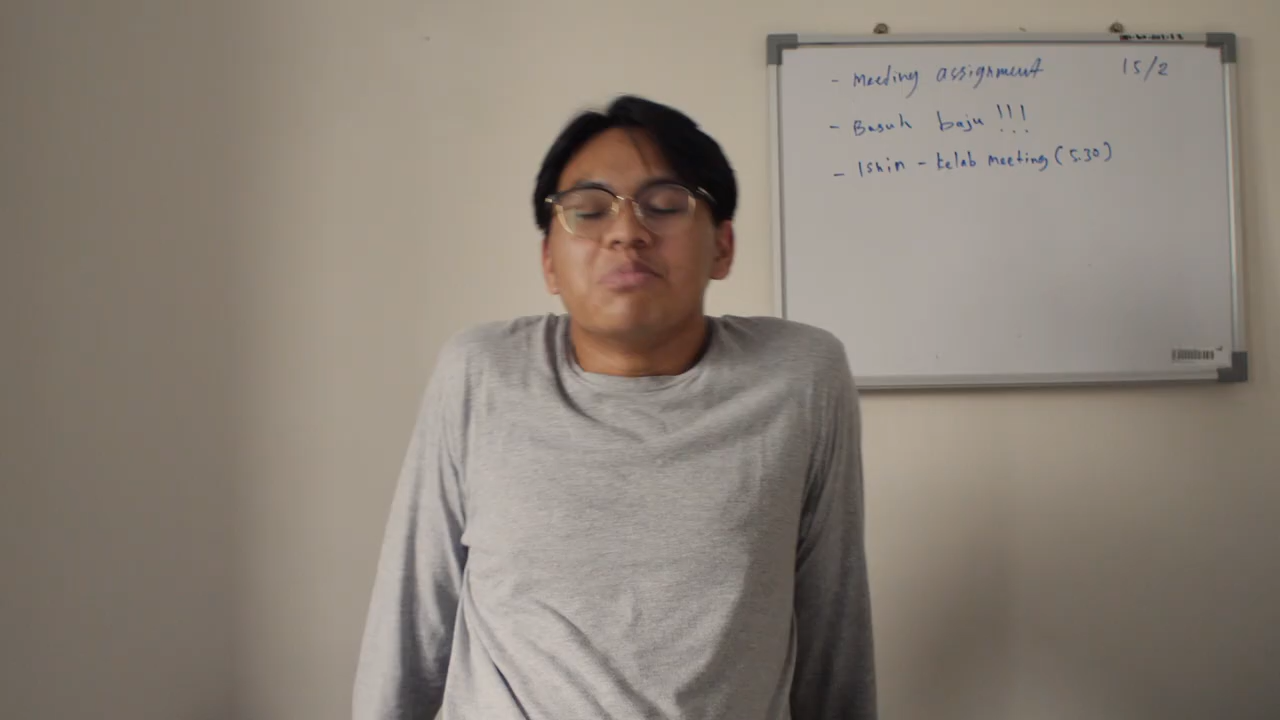 - Meeting assignment 15/2
- Basuh baju !!!
- Ishin - kelab meeting (5.30)